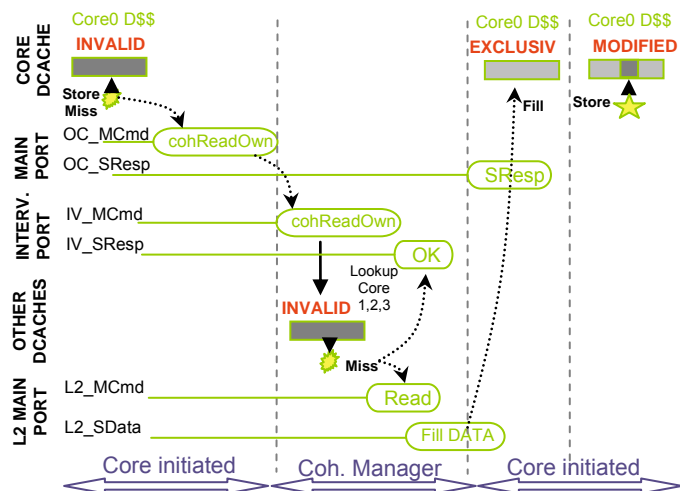 Core0 D$$
Core0 D$$
Core0 D$$
INVALID
EXCLUSIV
MODIFIED
CORE
DCACHE
Store
Miss
Fill
Store
MAIN
PORT
OC_MCmd
cohReadOwn
OC_SResp
SResp
INTERV.
PORT
IV_MCmd
cohReadOwn
IV_SResp
OK
Lookup
Core
1,2,3
OTHER
DCACHES
INVALID
Miss
L2 MAIN
PORT
L2_MCmd
Read
L2_SData
Fill DATA
Core initiated
Coh. Manager
Core initiated